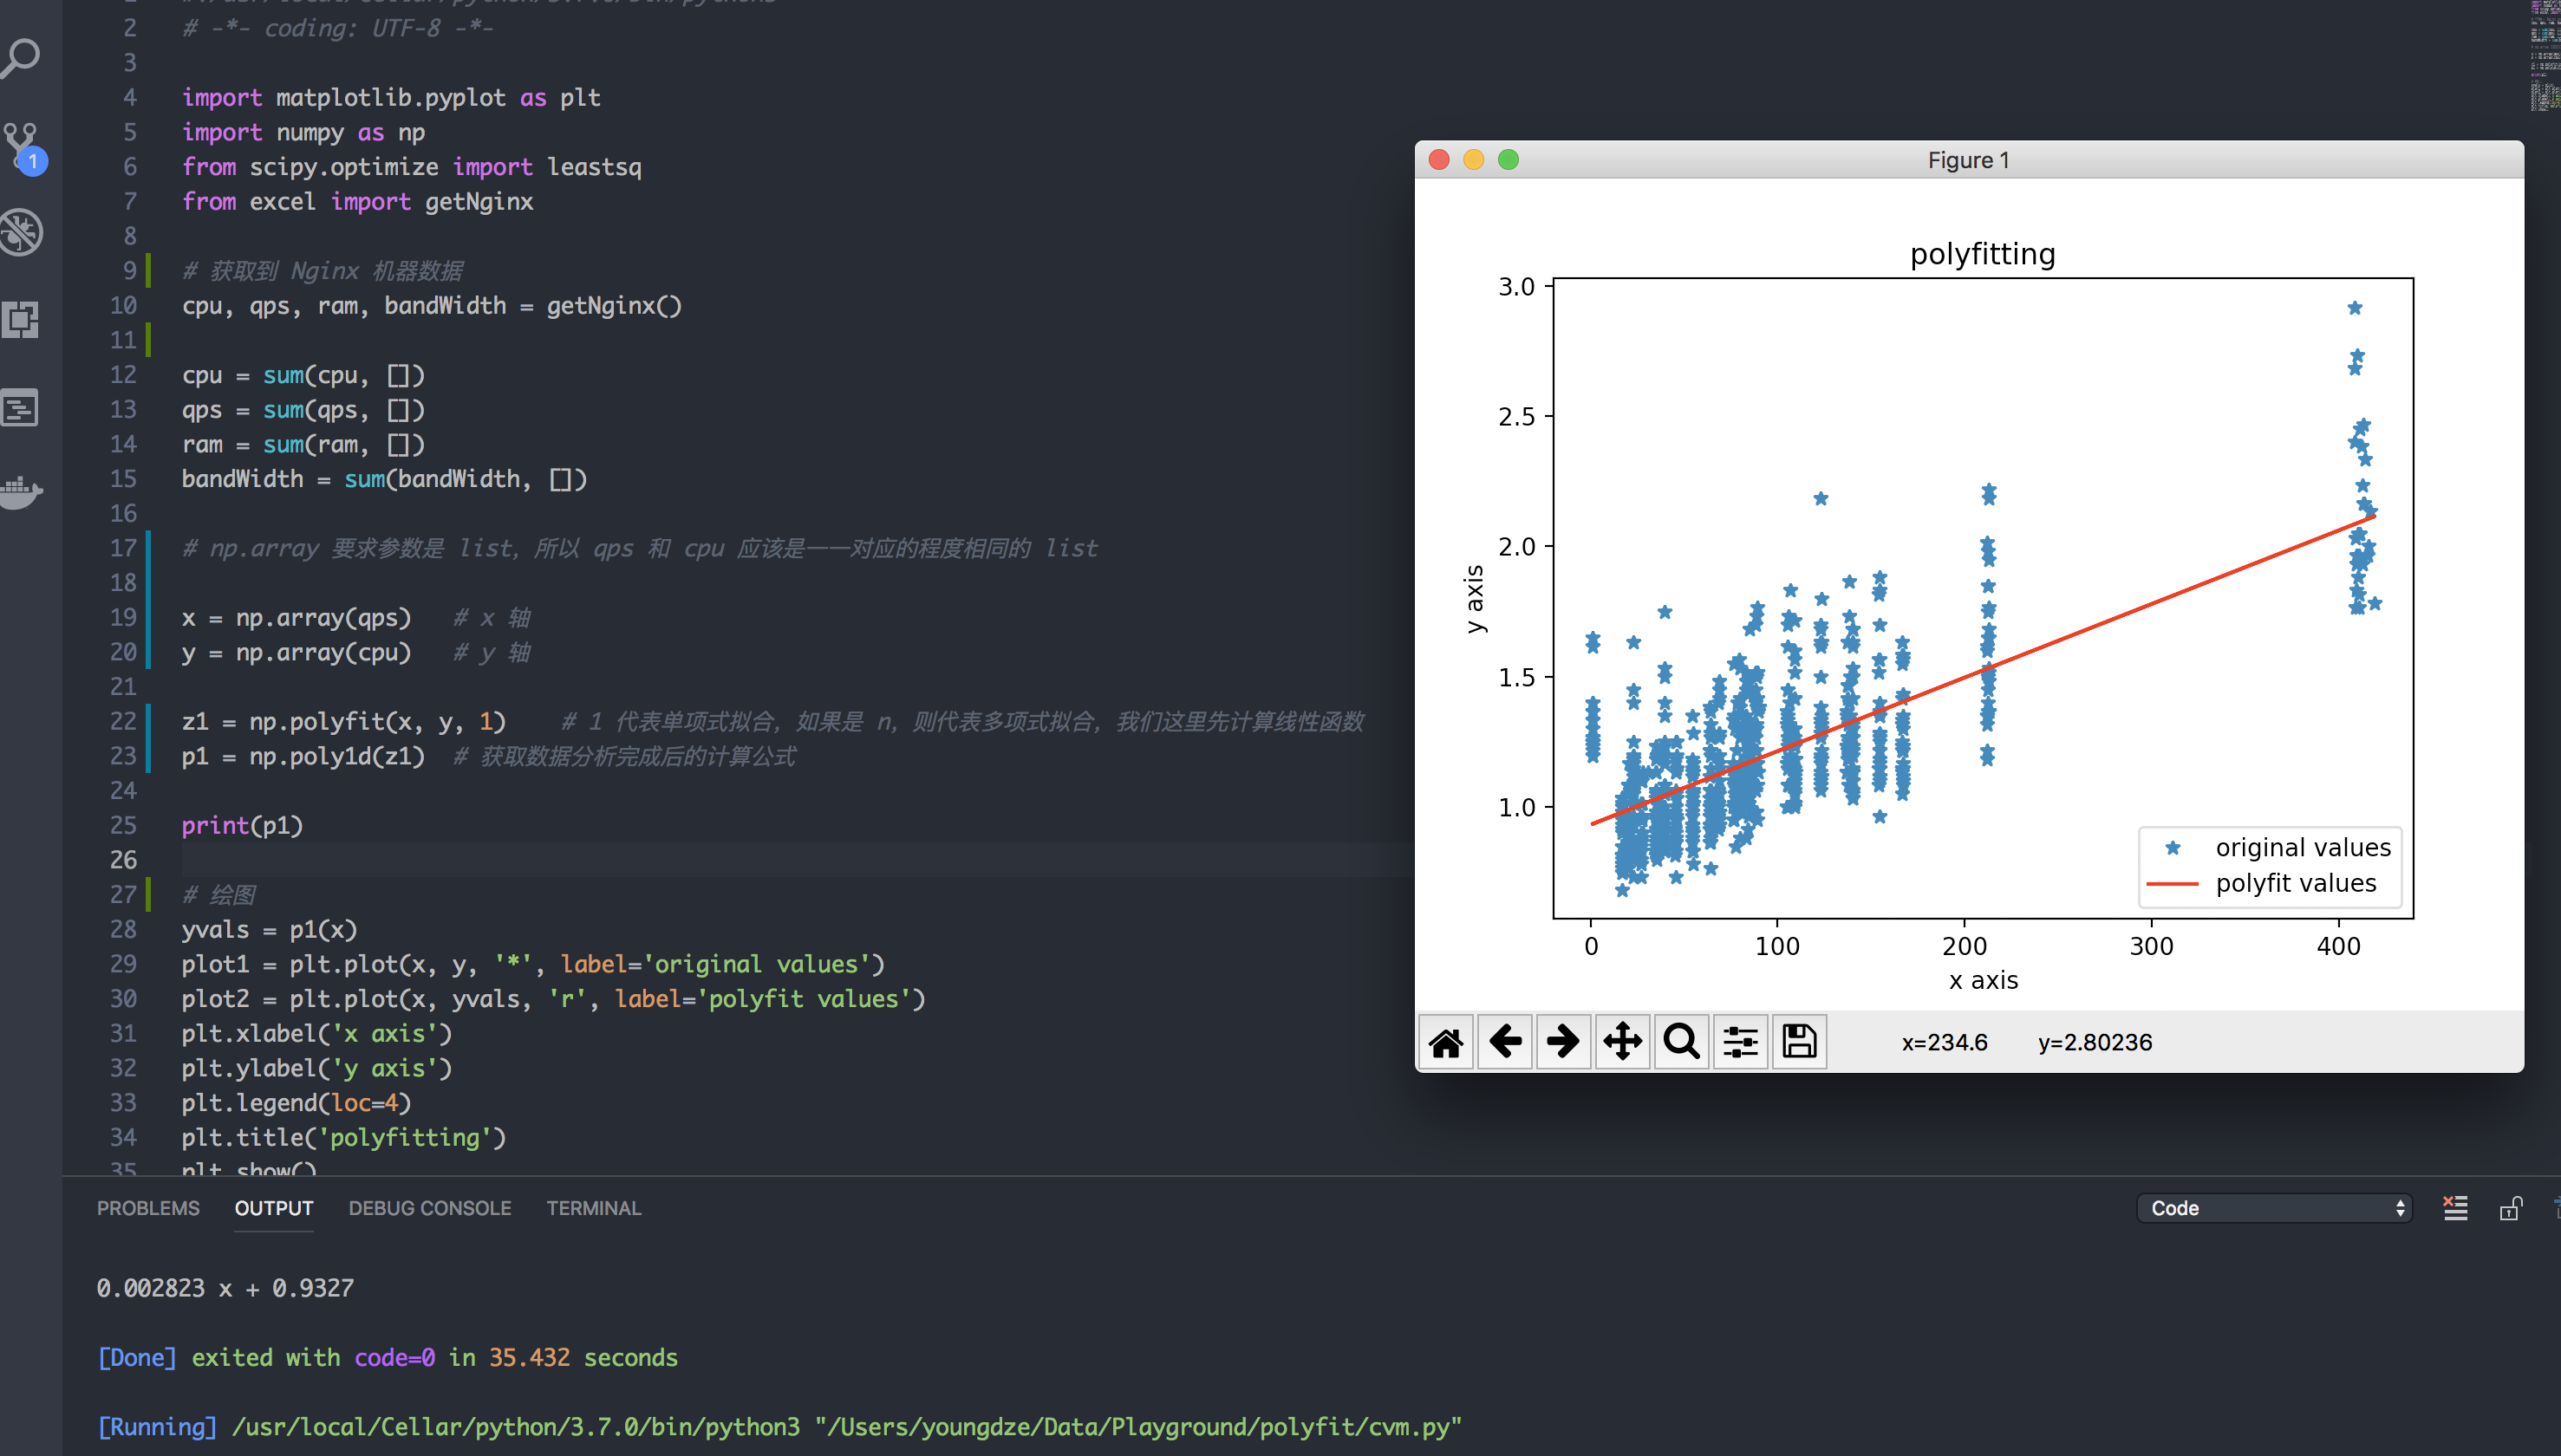 2 # -*- coding: UTF-8 -*-
3
4 import matplotlib.pyplot as plt
5 import numpy as np
6 from scipy.optimize import leastsq
7 from excel import getNginx
8
9 # 获取到 Nginx 机器数据
10 cpu, qps, ram, bandWidth = getNginx()
11
12 cpu = sum(cpu, [])
13 qps = sum(qps, [])
14 ram = sum(ram, [])
15 bandWidth = sum(bandWidth, [])
16
17 # np.array 要求参数是 list，所以 qps 和 cpu 应该是一一对应的程度相同的 list
18
19 x = np.array(qps) # x 轴
20 y = np.array(cpu) # y 轴
21
22 z1 = np.polyfit(x, y, 1) # 1 代表单项式拟合，如果是 n，则代表多项式拟合，我们这里先计算线性函数
23 p1 = np.poly1d(z1) # 获取数据分析完成后的计算公式
24
25 print(p1)
26
27 # 绘图
28 yvals = p1(x)
29 plot1 = plt.plot(x, y, '*', label='original values')
30 plot2 = plt.plot(x, yvals, 'r', label='polyfit values')
31 plt.xlabel('x axis')
32 plt.ylabel('y axis')
33 plt.legend(loc=4)
34 plt.title('polyfitting')
35 plt.show()
1
Figure 1
polyfitting
3.0
2.5
2.0
1.5
1.0
y axis
original values
polyfit values
0 100 200 300 400
x axis
x=234.6 y=2.80236
PROBLEMS OUTPUT DEBUG CONSOLE TERMINAL
Code
0.002823 x + 0.9327
[Done] exited with code=0 in 35.432 seconds
[Running] /usr/local/Cellar/python/3.7.0/bin/python3 "/Users/youngdze/Data/Playground/polyfit/cvm.py"